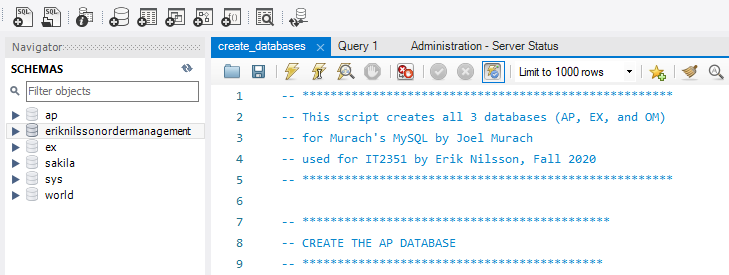 SQL
SQL
Navigator
SCHEMAS
Filter objects
ap
eriknilssonordermanagement
ex
sakila
sys
world
create_databases
Query 1
Administration - Server Status
Limit to 1000 rows
1 -- *****************************************************
2 -- This script creates all 3 databases (AP, EX, and OM)
3 -- for Murach's MySQL by Joel Murach
4 -- used for IT2351 by Erik Nilsson, Fall 2020
5 -- *****************************************************
6
7 -- ********************************************
8 -- CREATE THE AP DATABASE
9 -- *******************************************